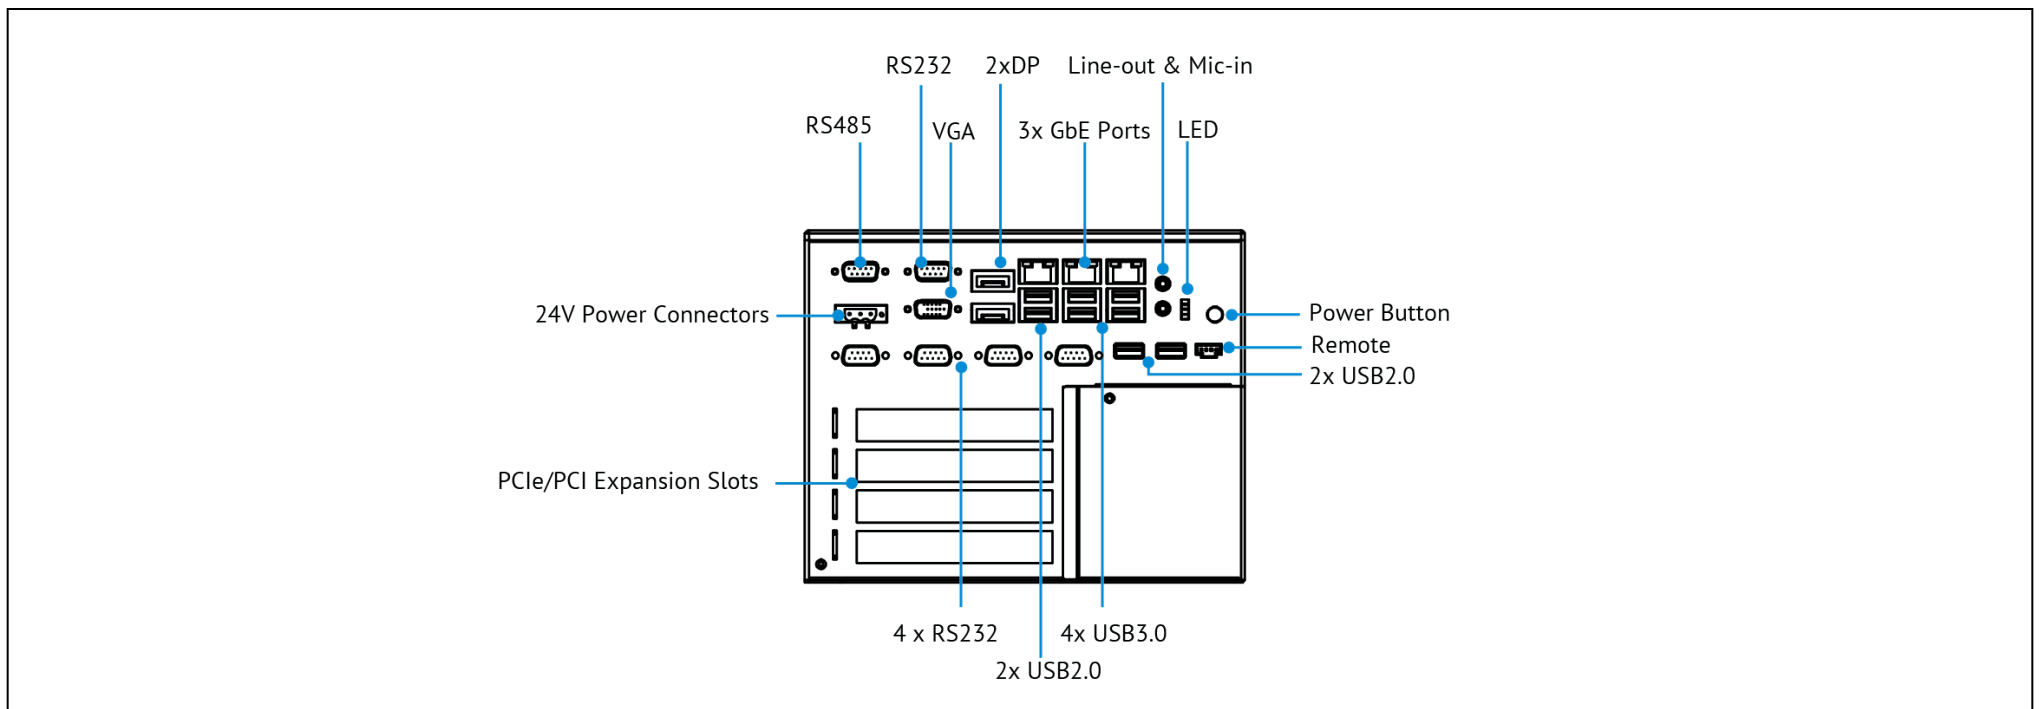 RS232 2xDP Line-out & Mic-in
RS485 VGA 3x GbE Ports LED
24V Power Connectors
Power Button
Remote
2x USB2.0
PCIe/PCI Expansion Slots
4 x RS232 4x USB3.0
2x USB2.0